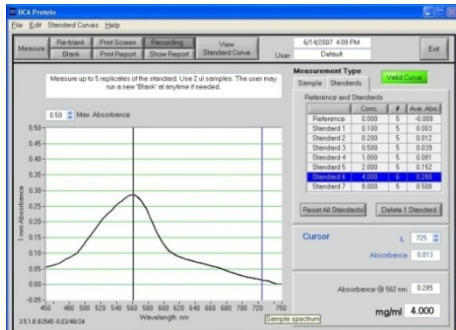 BCA Protein
File Edit Standard Curves Help
Measure
Re-blank Print Screen Recording View Standard Curve
Blank Print Report Show Report
6/14/2007 4:09 PM
User: Default
Exit
Measure up to 5 replicates of the standard. Use 2 ul samples. The user may
run a new 'Blank' at anytime if needed.
0.50 Max Absorbance
Measurement Type
Sample Standards
Valid Curve
Reference and Standards
Conc. # Ave. Abs.
Reference 0.000 5 -0.000
Standard 1 0.100 5 0.003
Standard 2 0.200 5 0.012
Standard 3 0.500 5 0.039
Standard 4 1.000 5 0.081
Standard 5 2.000 5 0.152
Standard 6 4.000 6 0.280
Standard 7 8.000 5 0.500
Reset All Standards Delete 1 Standard
Cursor λ 725
Absorbance 0.013
Absorbance @ 562 nm 0.285
mg/ml 4.000
1 mm Absorbance
0.50
0.45
0.40
0.35
0.30
0.25
0.20
0.15
0.10
0.05
0.00
-0.05
450 480 500 520 540 560 580 600 620 640 660 680 700 720 750
Wavelength nm
Sample spectrum